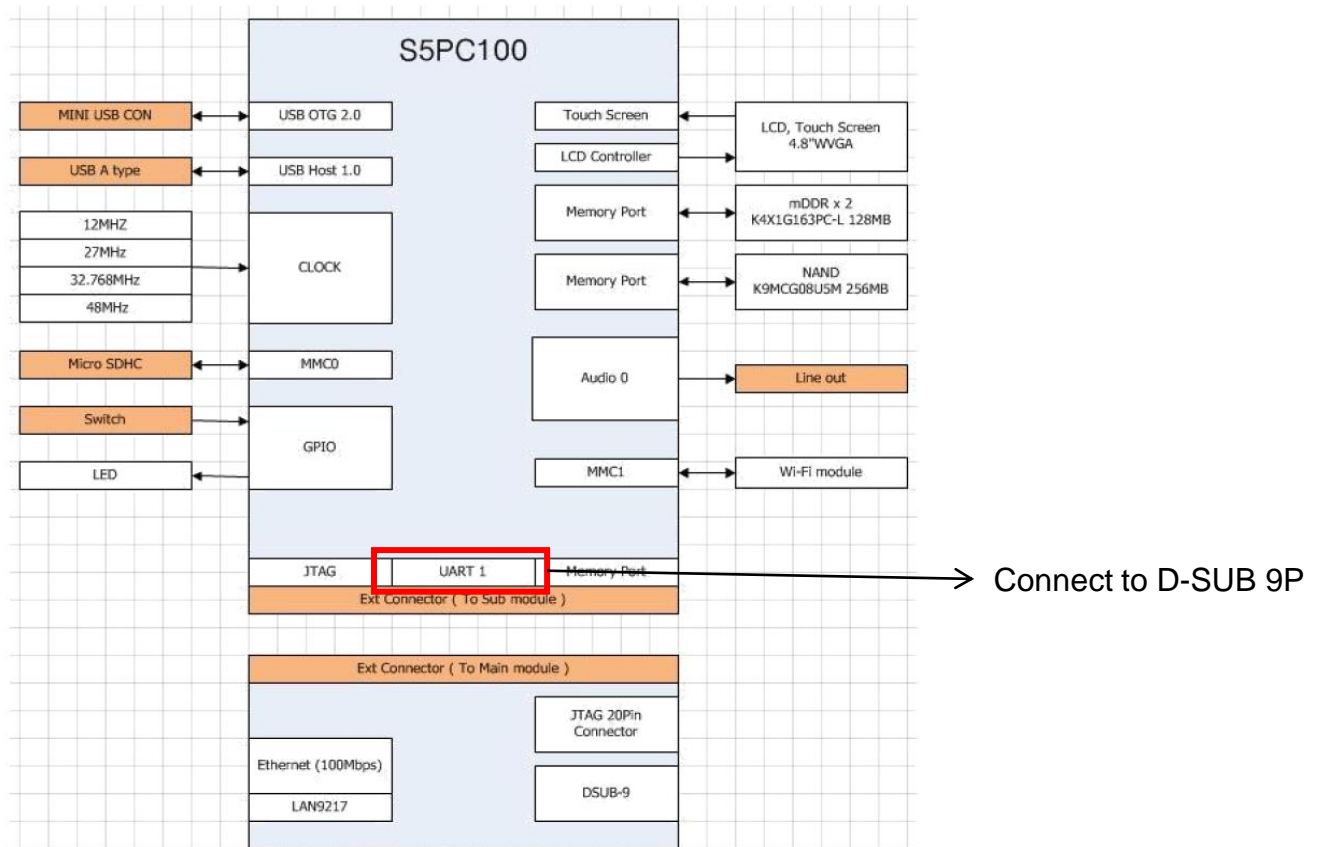 S5PC100
MINI USB CON
USB OTG 2.0
Touch Screen
LCD, Touch Screen
4.8"WVGA
USB A type
USB Host 1.0
LCD Controller
12MHZ
27MHz
32.768MHz
48MHz
CLOCK
Memory Port
mDDR x 2
K4X1G163PC-L 128MB
Memory Port
NAND
K9MCG08U5M 256MB
Micro SDHC
MMC0
Audio 0
Line out
Switch
LED
GPIO
MMC1
Wi-Fi module
JTAG
UART 1
Memory Port
Connect to D-SUB 9P
Ext Connector ( To Sub module )
Ext Connector ( To Main module )
JTAG 20Pin
Connector
Ethernet (100Mbps)
LAN9217
DSUB-9